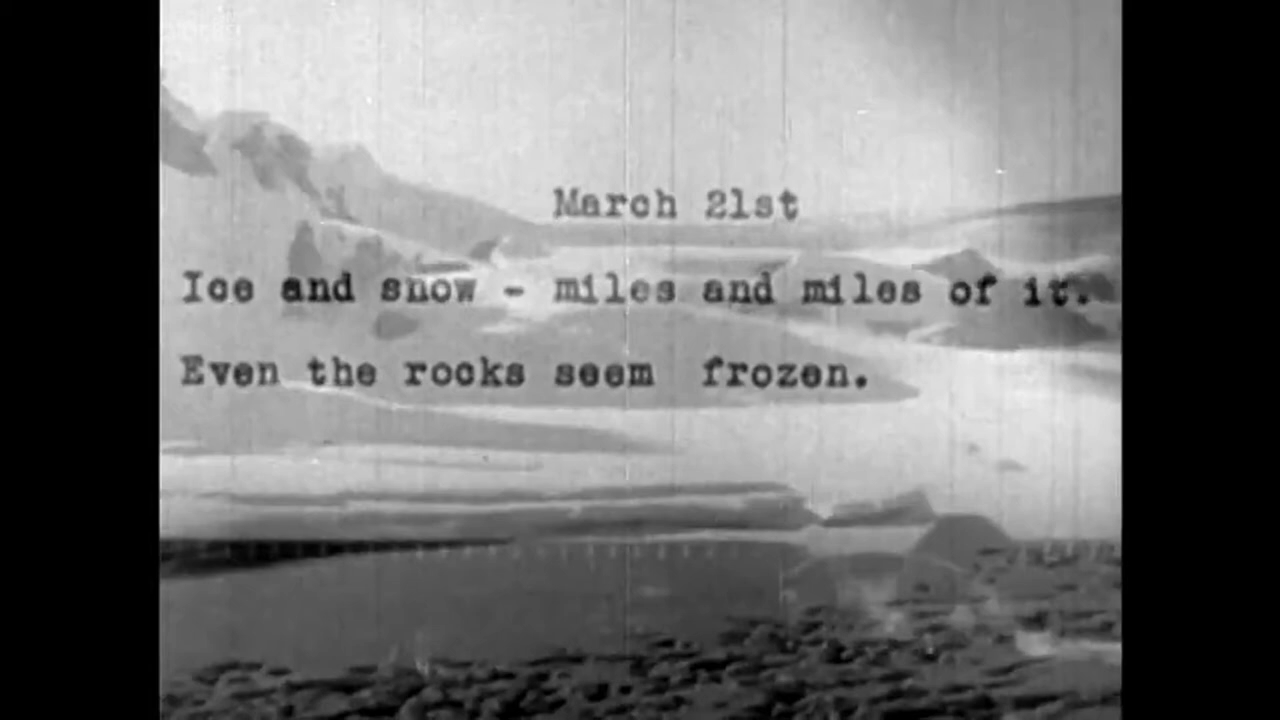 March 21st
Ice and snow - miles and miles of it.
Even the rocks seem frozen.